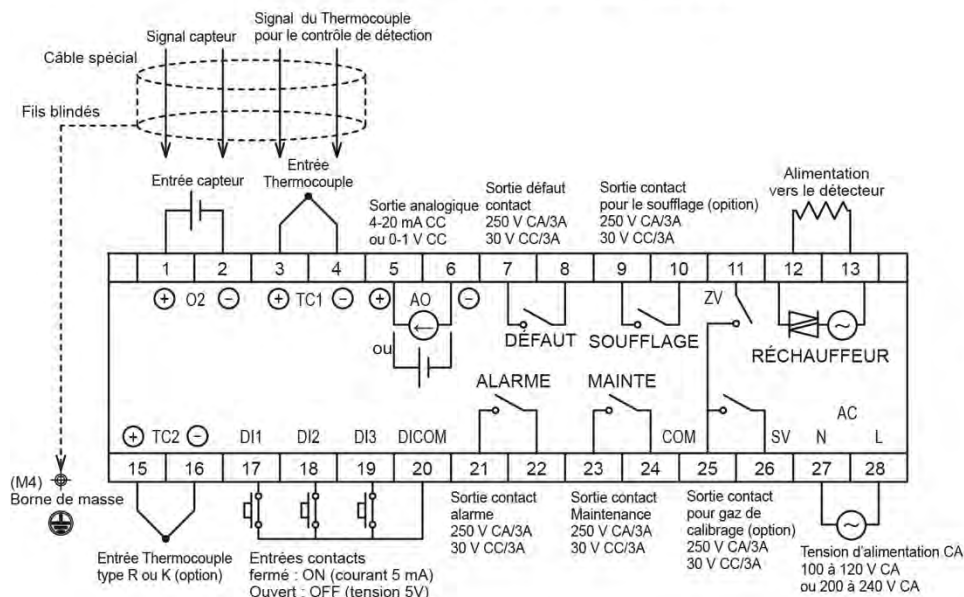 Signal capteur
Signal du Thermocouple
pour le contrôle de détection
Câble spécial
Fils blindés
Entrée capteur
Entrée
Thermocouple
Sortie analogique
4-20 mA CC
ou 0-1 V CC
Sortie défaut
contact
250 V CA/3A
30 V CC/3A
Sortie contact
pour le soufflage (opition)
250 V CA/3A
30 V CC/3A
Alimentation
vers le détecteur
1 2 3 4 5 6 7 8 9 10 11 12 13
+ O2 - + TC1 - + AO - ZV
ou
DÉFAUT SOUFFLAGE RÉCHAUFFEUR
ALARME MAINTE
AC
+ TC2 - DI1 DI2 DI3 DICOM COM SV N L
15 16 17 18 19 20 21 22 23 24 25 26 27 28
(M4)
Borne de masse
Entrée Thermocouple
type R ou K (option)
Entrées contacts
fermé : ON (courant 5 mA)
Ouvert : OFF (tension 5V)
Sortie contact
alarme
250 V CA/3A
30 V CC/3A
Sortie contact
Maintenance
250 V CA/3A
30 V CC/3A
Sortie contact
pour gaz de
calibrage (option)
250 V CA/3A
30 V CC/3A
Tension d'alimentation CA
100 à 120 V CA
ou 200 à 240 V CA